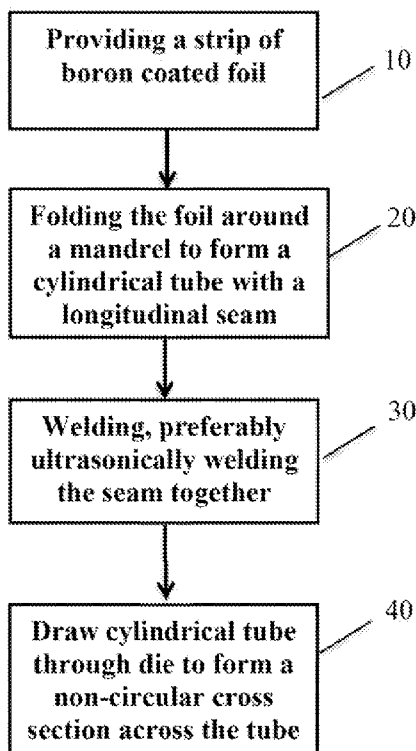 Providing a strip of
boron coated foil
10
Folding the foil around
a mandrel to form a
cylindrical tube with a
longitudinal seam
20
Welding, preferably
ultrasonically welding
the seam together
30
Draw cylindrical tube
through die to form a
non-circular cross
section across the tube
40